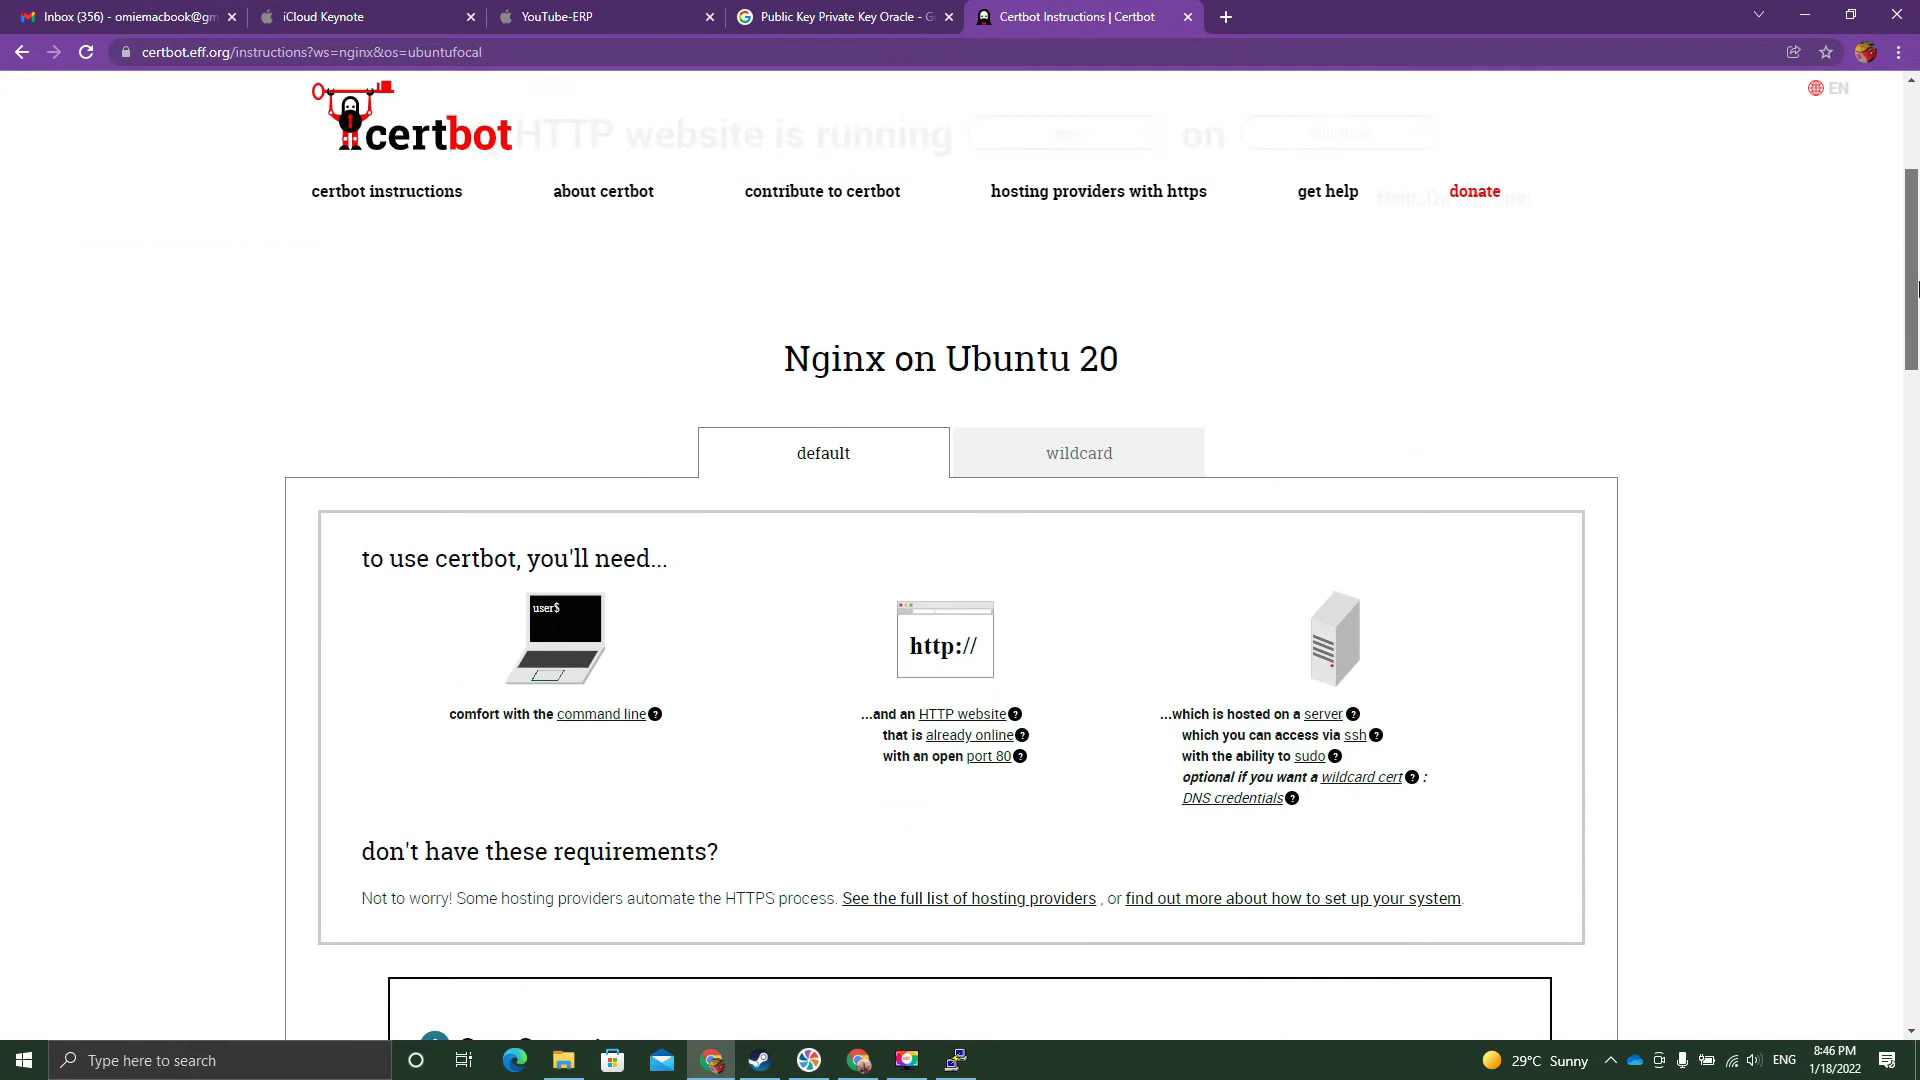 Inbox (356) - omiemacbook@gm
iCloud Keynote
YouTube-ERP
Public Key Private Key Oracle - G
Certbot Instructions | Certbot
certbot.eff.org/instructions?ws=nginx&os=ubuntufocal
EN
certbot
HTTP website is running
on
certbot instructions
about certbot
contribute to certbot
hosting providers with https
get help
donate
Nginx on Ubuntu 20
default
wildcard
to use certbot, you'll need...
user$
http://
comfort with the command line ?
...and an HTTP website ?
that is already online ?
with an open port 80 ?
...which is hosted on a server ?
which you can access via ssh ?
with the ability to sudo ?
optional if you want a wildcard cert ? :
DNS credentials ?
don't have these requirements?
Not to worry! Some hosting providers automate the HTTPS process. See the full list of hosting providers , or find out more about how to set up your system.
Type here to search
29°C Sunny
ENG
8:46 PM
1/18/2022